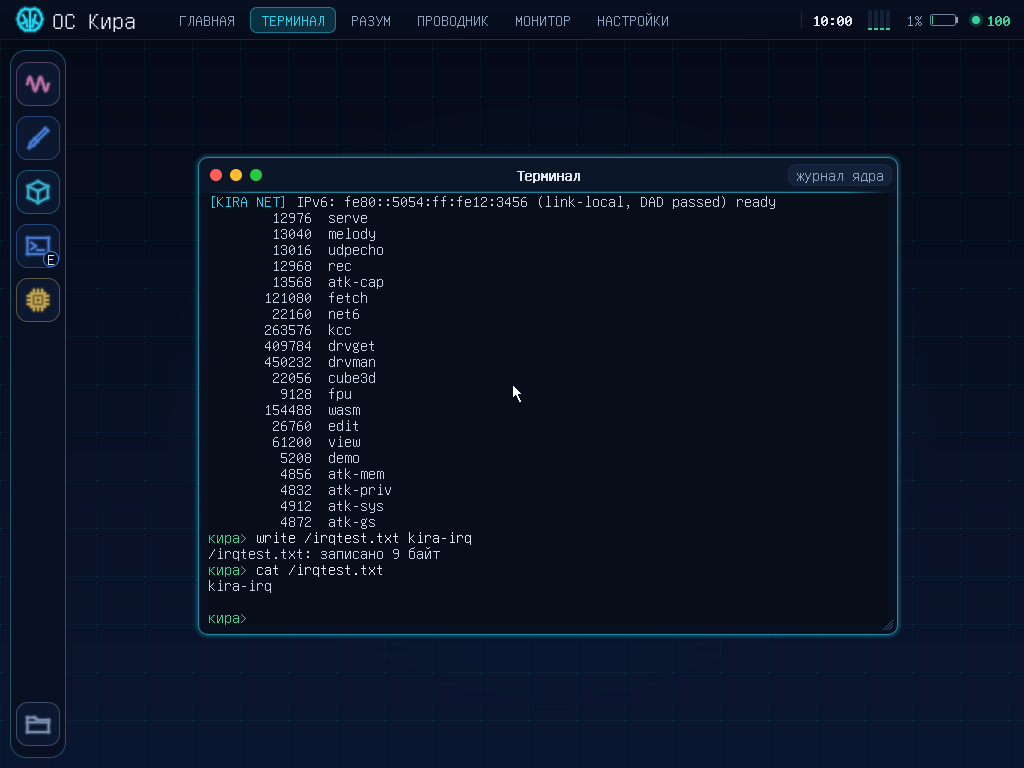 ОС Кира
ГЛАВНАЯ ТЕРМИНАЛ РАЗУМ ПРОВОДНИК МОНИТОР НАСТРОЙКИ
10:00 1% 100
E
Терминал
журнал ядра
[KIRA NET] IPv6: fe80::5054:ff:fe12:3456 (link-local, DAD passed) ready
12976 serve
13040 melody
13016 udpecho
12968 rec
13568 atk-cap
121080 fetch
22160 net6
263576 kcc
409784 drvget
450232 drvman
22056 cube3d
9128 fpu
154488 wasm
26760 edit
61200 view
5208 demo
4856 atk-mem
4832 atk-priv
4912 atk-sys
4872 atk-gs
кира> write /irqtest.txt kira-irq
/irqtest.txt: записано 9 байт
кира> cat /irqtest.txt
kira-irq
кира>